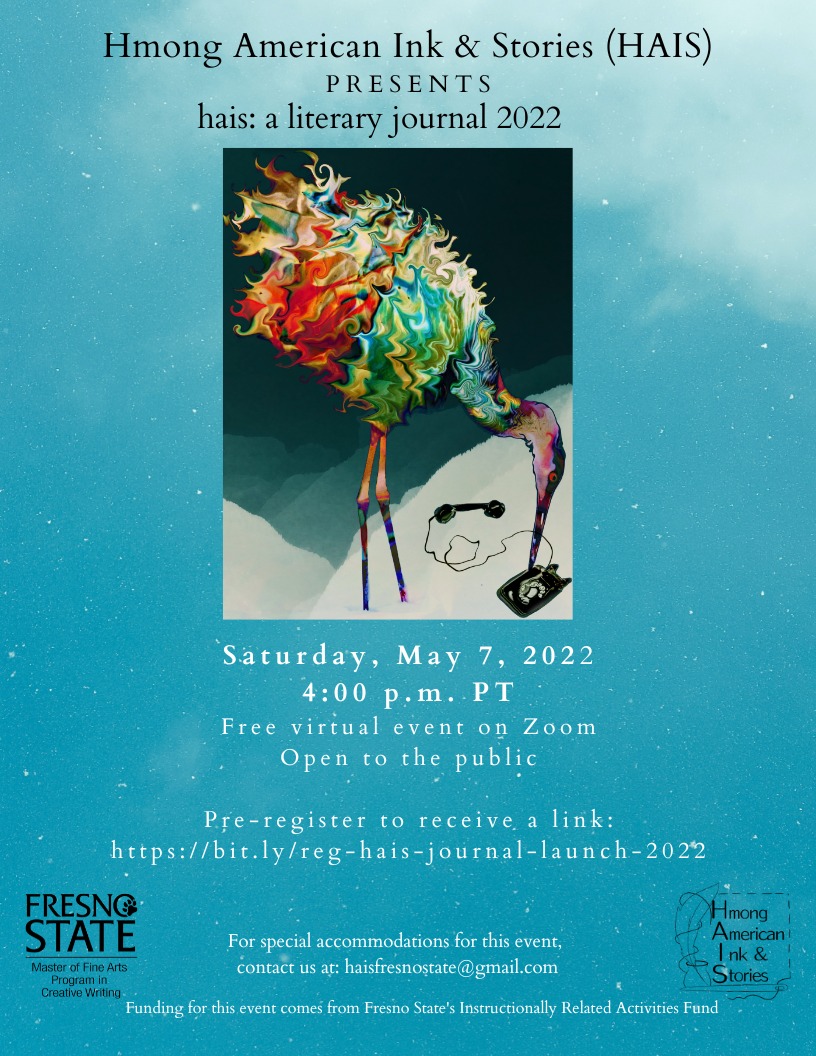 Hmong American Ink & Stories (HAIS)
PRESENTS
hais: a literary journal 2022
Saturday, May 7, 2022
4:00 p.m. PT
Free virtual event on Zoom
Open to the public
Pre-register to receive a link:
https://bit.ly/reg-hais-journal-launch-2022
FRESNO
STATE
Master of Fine Arts
Program in
Creative Writing
For special accommodations for this event,
contact us at: haisfresnostate@gmail.com
Hmong
American
Ink &
Stories
Funding for this event comes from Fresno State's Instructionally Related Activities Fund